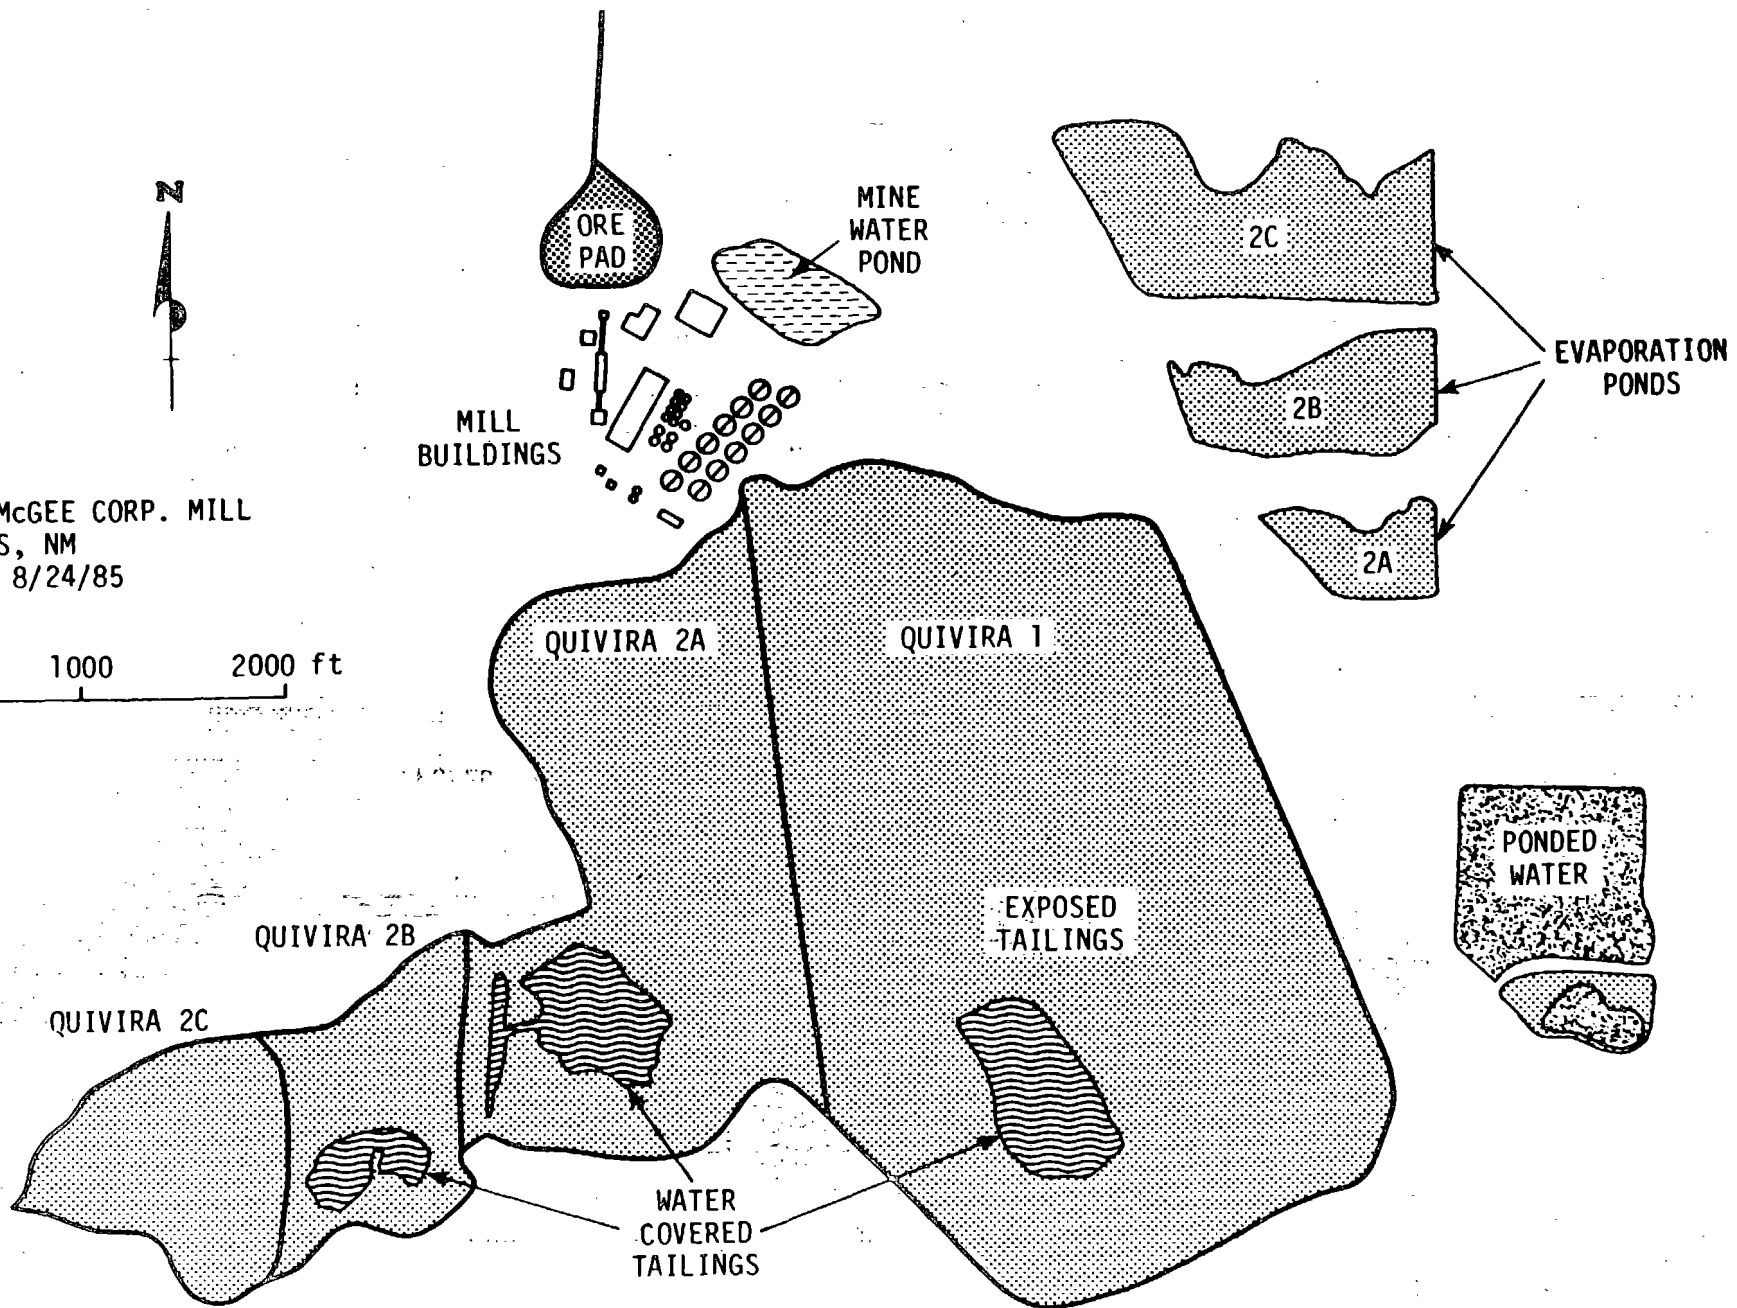 N
ORE
PAD
MINE
WATER
POND
2C
EVAPORATION
PONDS
2B
MILL
BUILDINGS
2A
McGEE CORP. MILL
S, NM
8/24/85
1000 2000 ft
QUIVIRA 2A
QUIVIRA 1
PONDED
WATER
EXPOSED
TAILINGS
QUIVIRA 2B
QUIVIRA 2C
WATER
COVERED
TAILINGS